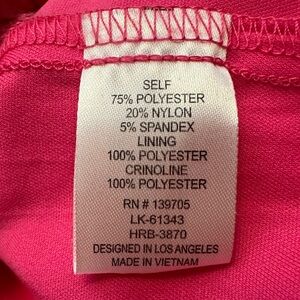 SELF
75% POLYESTER
20% NYLON
5% SPANDEX
LINING
100% POLYESTER
CRINOLINE
100% POLYESTER
RN # 139705
LK-61343
HRB-3870
DESIGNED IN LOS ANGELES
MADE IN VIETNAM